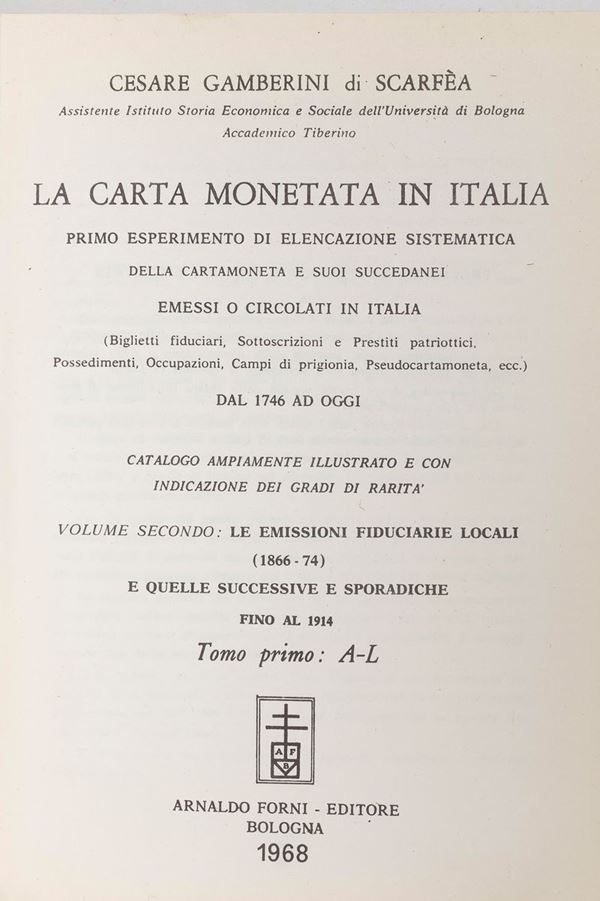 CESARE GAMBERINI di SCARFÈA
Assistente Istituto Storia Economica e Sociale dell'Università di Bologna
Accademico Tiberino
LA CARTA MONETATA IN ITALIA
PRIMO ESPERIMENTO DI ELENCAZIONE SISTEMATICA
DELLA CARTAMONETA E SUOI SUCCEDANEI
EMESSI O CIRCOLATI IN ITALIA
(Biglietti fiduciari, Sottoscrizioni e Prestiti patriottici,
Possedimenti, Occupazioni, Campi di prigionia, Pseudocartamoneta, ecc.)
DAL 1746 AD OGGI
CATALOGO AMPIAMENTE ILLUSTRATO E CON
INDICAZIONE DEI GRADI DI RARITA'
VOLUME SECONDO: LE EMISSIONI FIDUCIARIE LOCALI
(1866 - 74)
E QUELLE SUCCESSIVE E SPORADICHE
FINO AL 1914
Tomo primo: A-L
A F
B
ARNALDO FORNI - EDITORE
BOLOGNA
1968